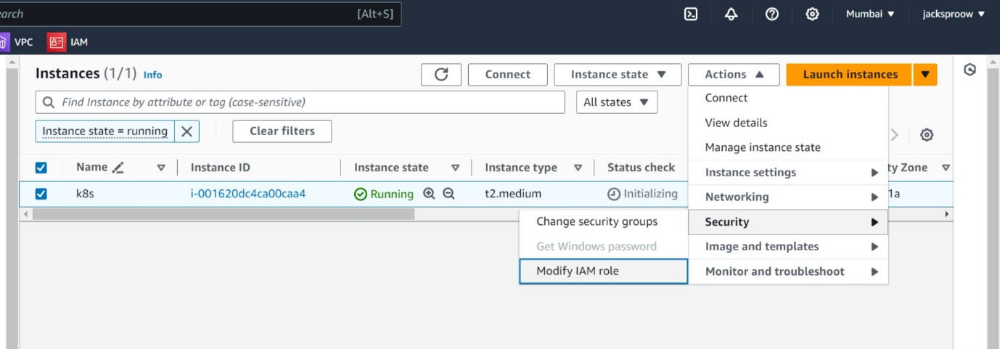 [Alt+S]
Mumbai ▼
jacksproow ▼
VPC
IAM
Instances (1/1) Info
Connect
Instance state ▼
Actions ▲
Launch instances ▼
Find Instance by attribute or tag (case-sensitive)
All states ▼
Instance state = running
Clear filters
Name
Instance ID
Instance state
Instance type
Status check
Zone
k8s
i-001620dc4ca00caa4
Running
t2.medium
Initializing
1a
Connect
View details
Manage instance state
Instance settings
Networking
Security
Image and templates
Monitor and troubleshoot
Change security groups
Get Windows password
Modify IAM role